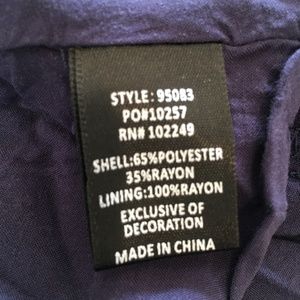 STYLE: 95083
PO#10257
RN# 102249
SHELL:65%POLYESTER
35%RAYON
LINING:100%RAYON
EXCLUSIVE OF
DECORATION
MADE IN CHINA